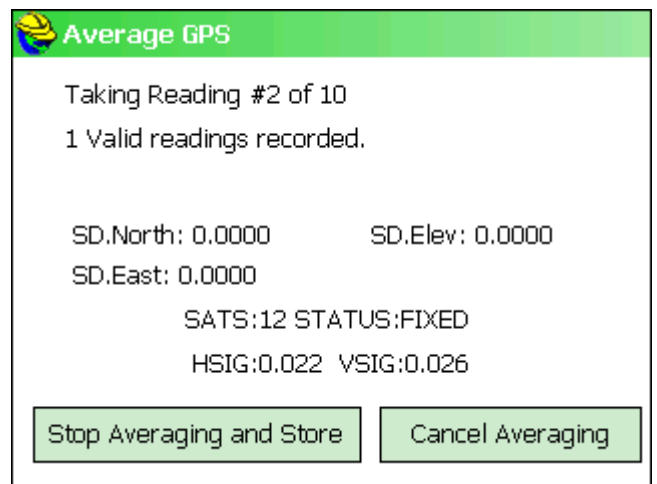 Average GPS
Taking Reading #2 of 10
1 Valid readings recorded.
SD.North: 0.0000 SD.Elev: 0.0000
SD.East: 0.0000
SATS:12 STATUS:FIXED
HSIG:0.022 VSIG:0.026
Stop Averaging and Store Cancel Averaging